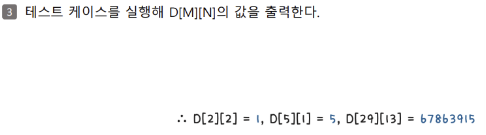 3 테스트 케이스를 실행해 D[M][N]의 값을 출력한다.
∴ D[2][2] = 1, D[5][1] = 5, D[29][13] = 67863915